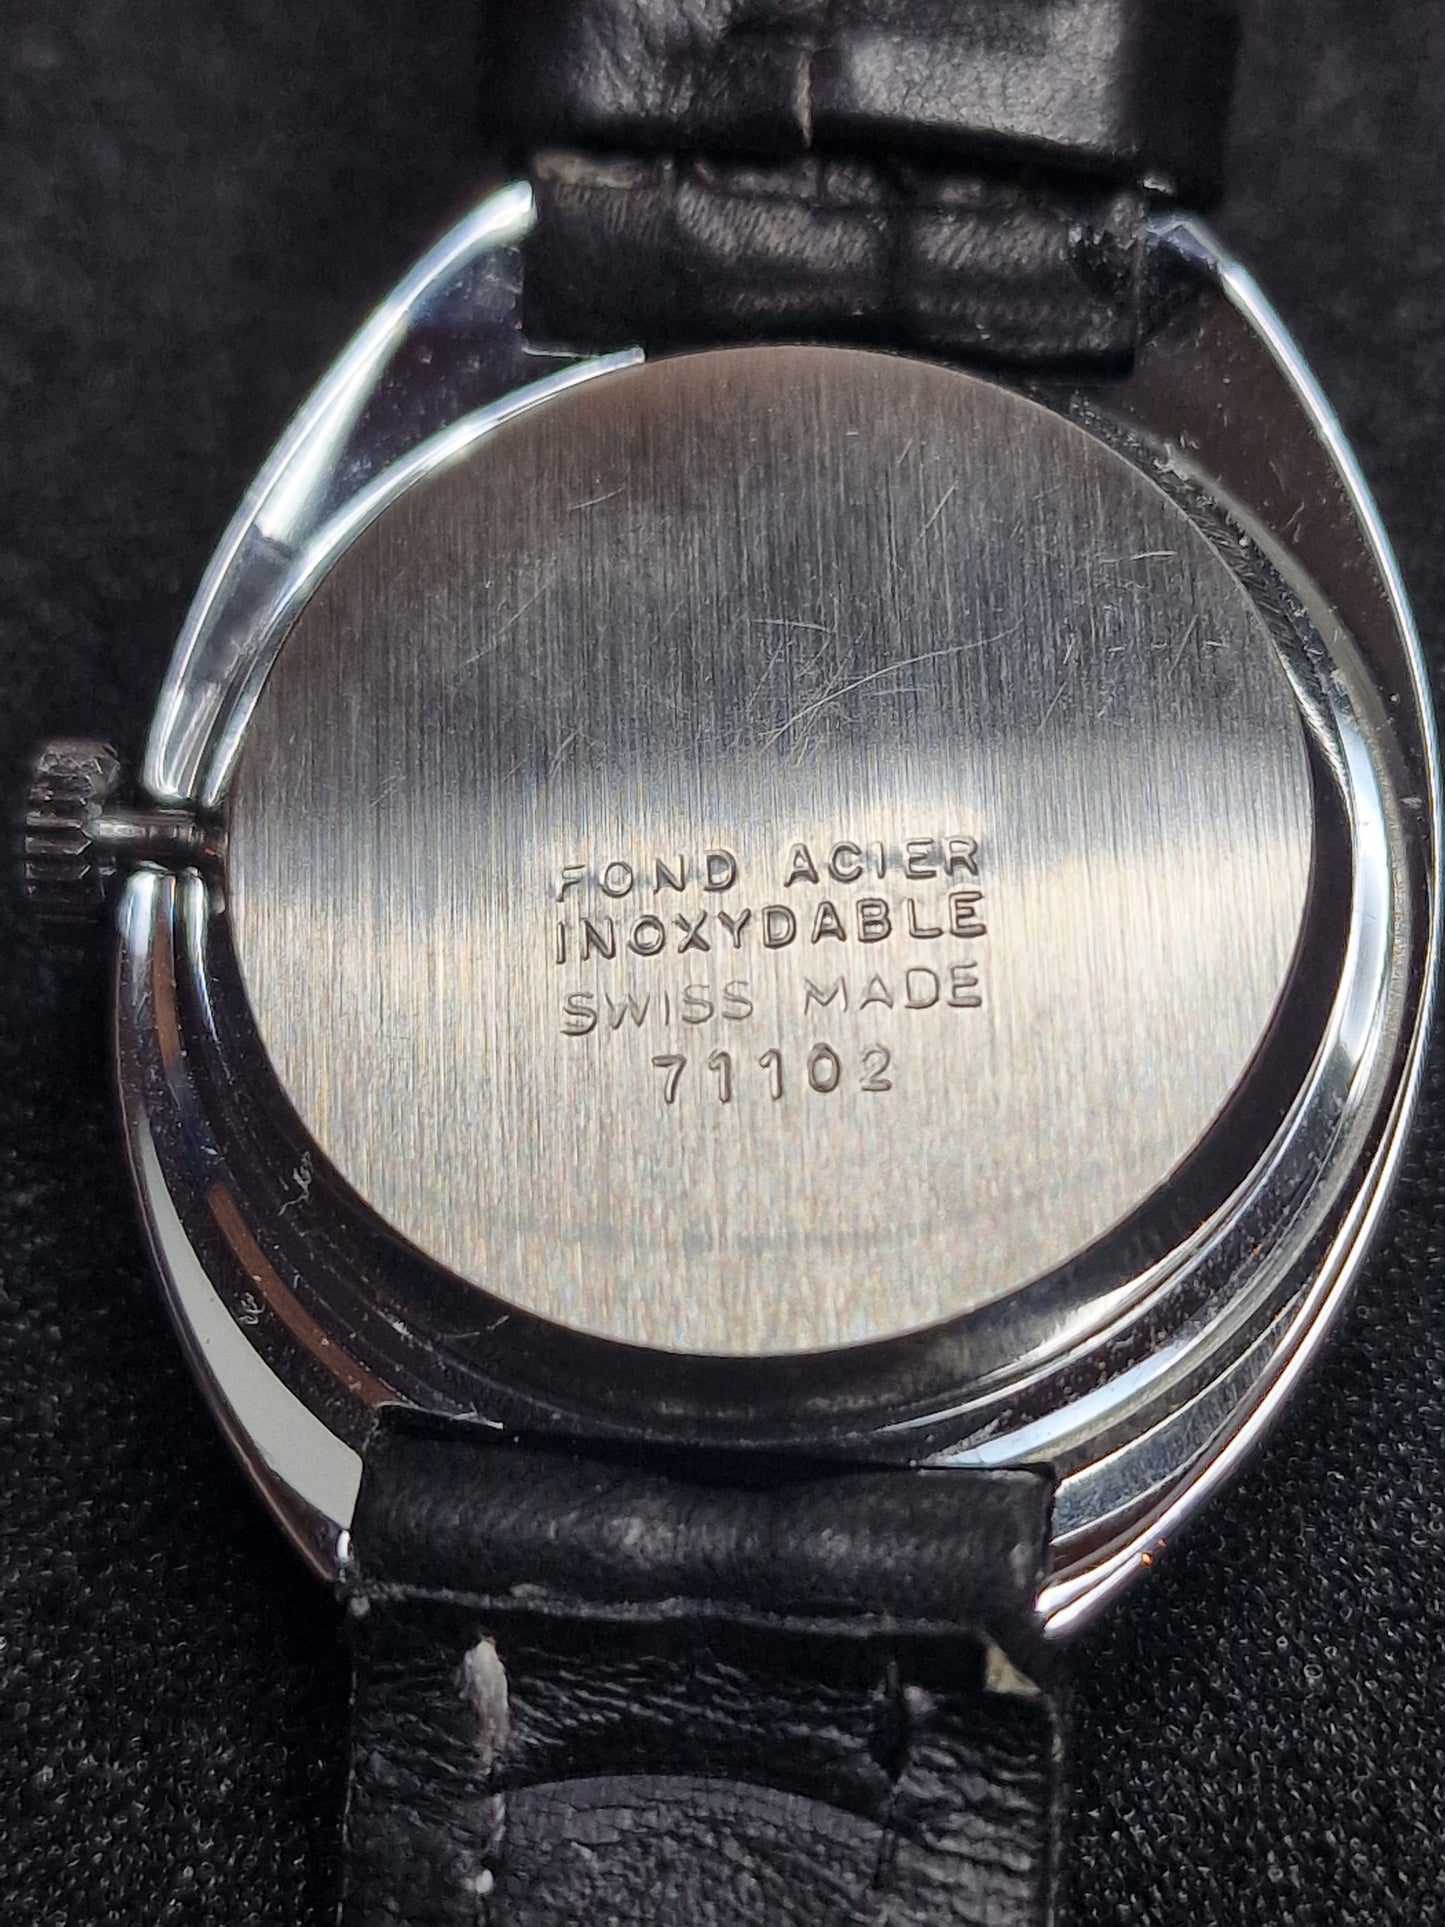 FOND ACIER
INOXYDABLE
SWISS MADE
71102